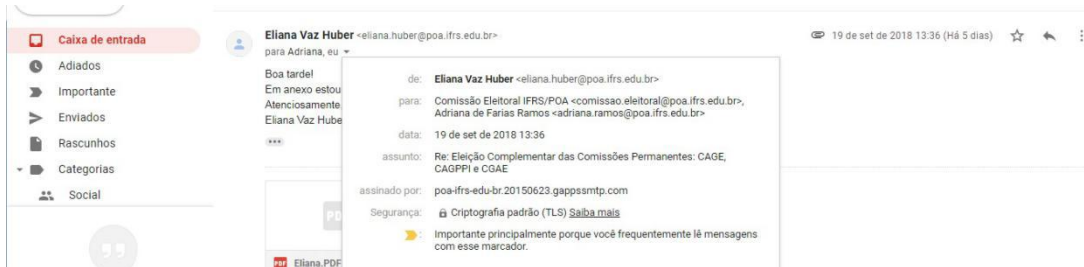 Caixa de entrada
Adiados
Importante
Enviados
Rascunhos
Categorias
Social
Eliana Vaz Huber <eliana.huber@poa.ifrs.edu.br>
19 de set de 2018 13:36 (Há 5 dias)
para Adriana, eu
Boa tarde!
Em anexo estou
Atenciosamente
Eliana Vaz Hube
de: Eliana Vaz Huber <eliana.huber@poa.ifrs.edu.br>
para: Comissão Eleitoral IFRS/POA <comissao.eleitoral@poa.ifrs.edu.br>,
Adriana de Farias Ramos <adriana.ramos@poa.ifrs.edu.br>
data: 19 de set de 2018 13:36
assunto: Re: Eleição Complementar das Comissões Permanentes: CAGE,
CAGPPI e CGAE
assinado por: poa-ifrs-edu-br.20150623.gappssmtp.com
Segurança: Criptografia padrão (TLS) Saiba mais
: Importante principalmente porque você frequentemente lê mensagens
com esse marcador.
PD
PDF Eliana.PDF